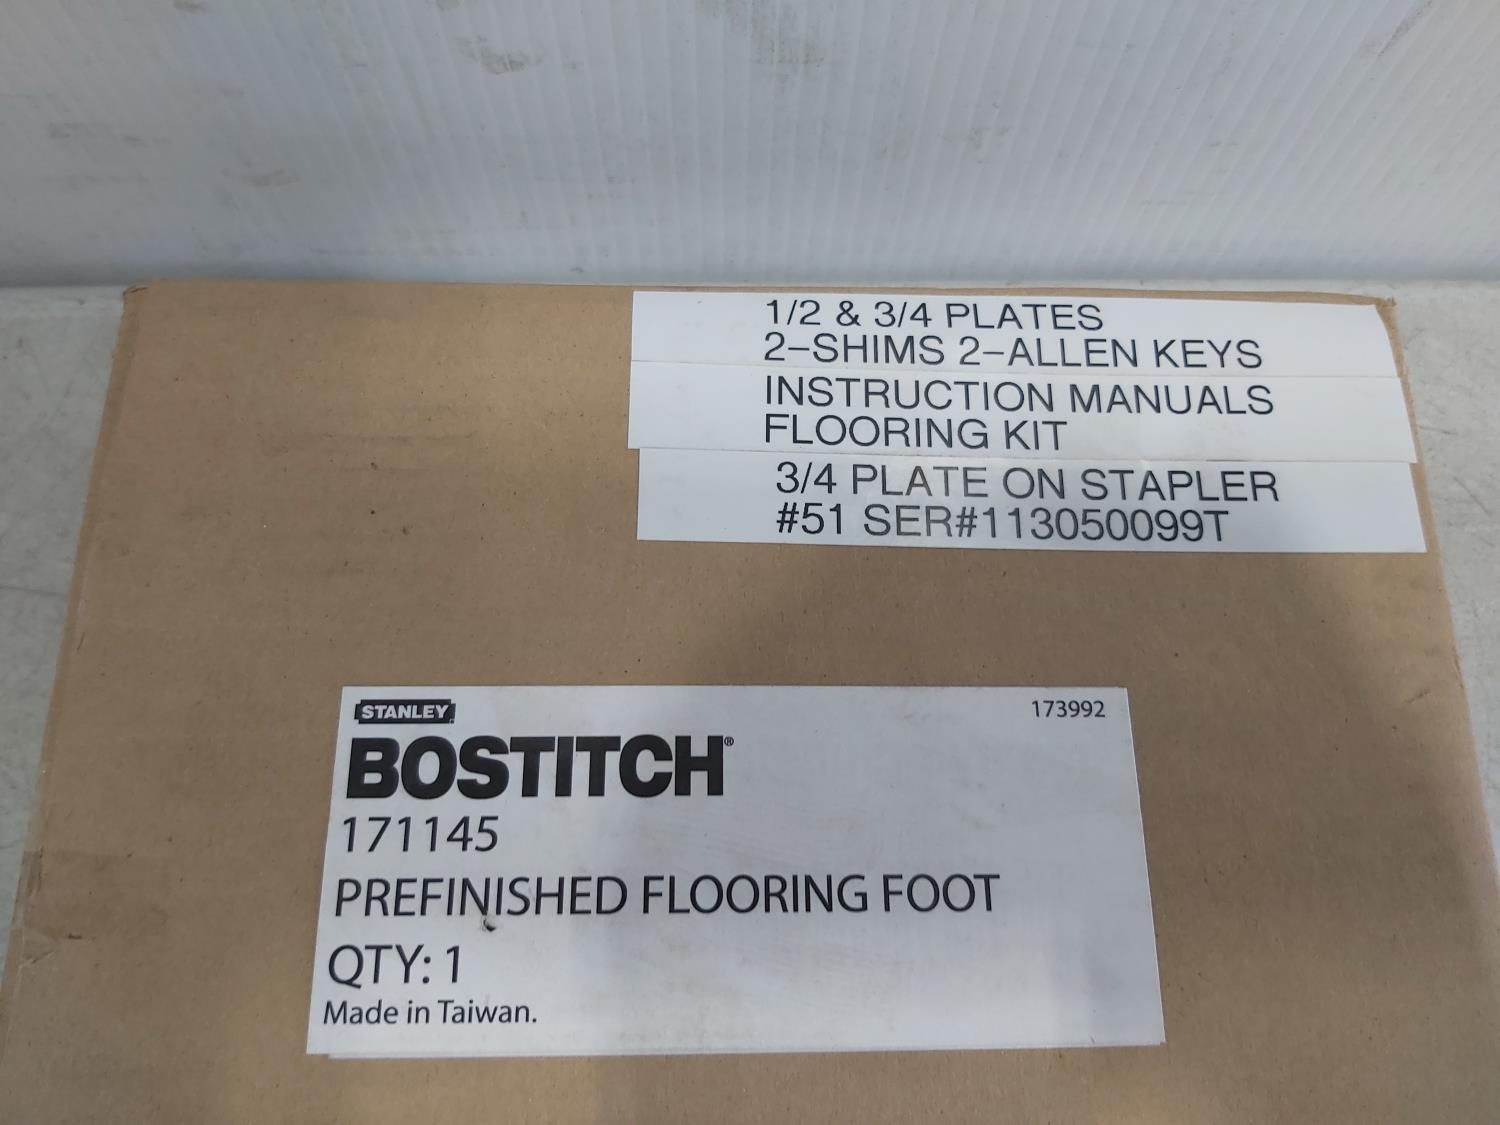 1/2 & 3/4 PLATES
2-SHIMS 2-ALLEN KEYS
INSTRUCTION MANUALS
FLOORING KIT
3/4 PLATE ON STAPLER
#51 SER#113050099T
STANLEY
173992
BOSTITCH®
171145
PREFINISHED FLOORING FOOT
QTY: 1
Made in Taiwan.